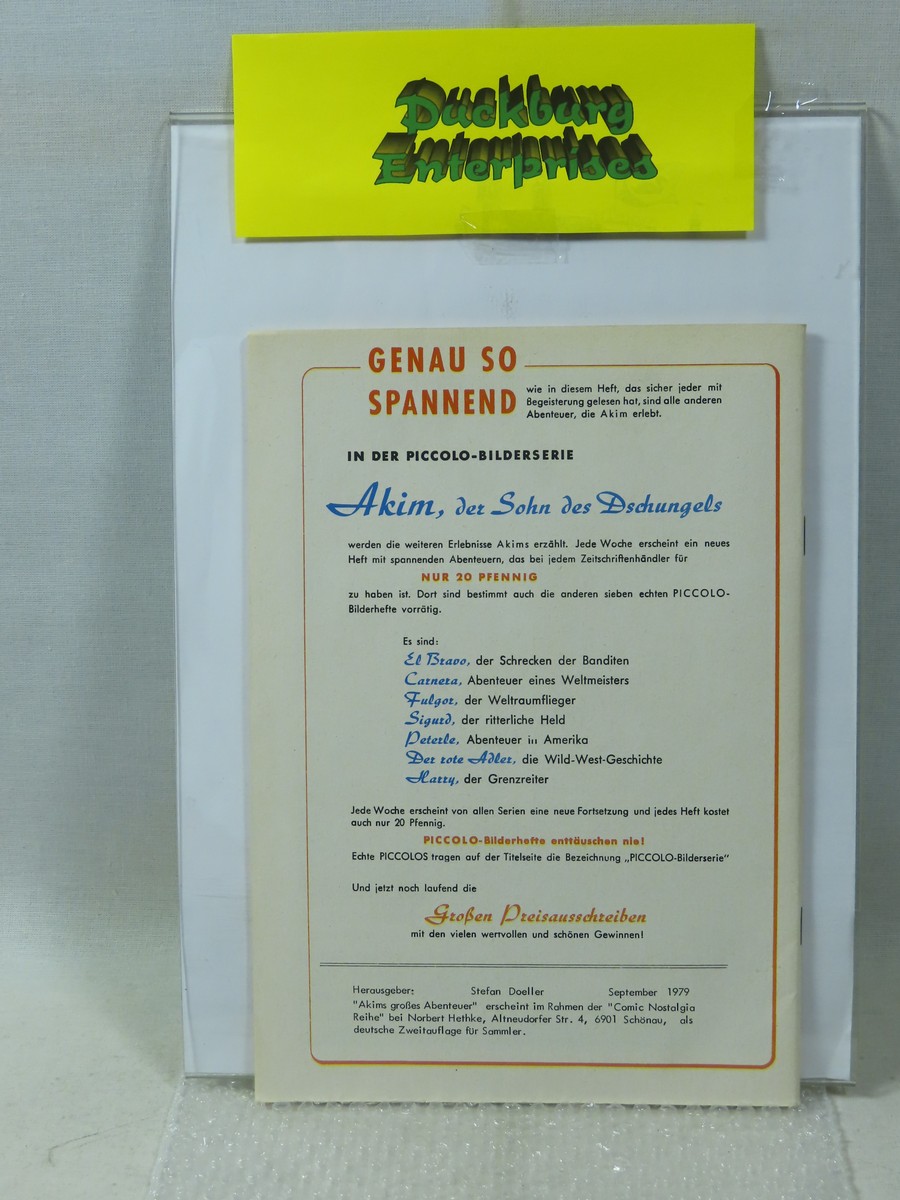 Duckburg
Enterprises
GENAU SO
SPANNEND
wie in diesem Heft, das sicher jeder mit
Begeisterung gelesen hat, sind alle anderen
Abenteuer, die Akim erlebt.
IN DER PICCOLO-BILDERSERIE
Akim, der Sohn des Dschungels
werden die weiteren Erlebnisse Akims erzählt. Jede Woche erscheint ein neues
Heft mit spannenden Abenteuern, das bei jedem Zeitschriftenhändler für
NUR 20 PFENNIG
zu haben ist. Dort sind bestimmt auch die anderen sieben echten PICCOLO-
Bilderhefte vorrätig.
Es sind:
El Bravo, der Schrecken der Banditen
Carnera, Abenteuer eines Weltmeisters
Fulgor, der Weltraumflieger
Sigurd, der ritterliche Held
Peterle, Abenteuer in Amerika
Der rote Adler, die Wild-West-Geschichte
Harry, der Grenzreiter
Jede Woche erscheint von allen Serien eine neue Fortsetzung und jedes Heft kostet
auch nur 20 Pfennig.
PICCOLO-Bilderhefte enttäuschen nie!
Echte PICCOLOS tragen auf der Titelseite die Bezeichnung „PICCOLO-Bilderserie"
Und jetzt noch laufend die
Großen Preisausschreiben
mit den vielen wertvollen und schönen Gewinnen!
Herausgeber: Stefan Doeller September 1979
"Akims großes Abenteuer" erscheint im Rahmen der "Comic Nostalgia
Reihe" bei Norbert Hethke, Altneudorfer Str. 4, 6901 Schönau, als
deutsche Zweitauflage für Sammler.